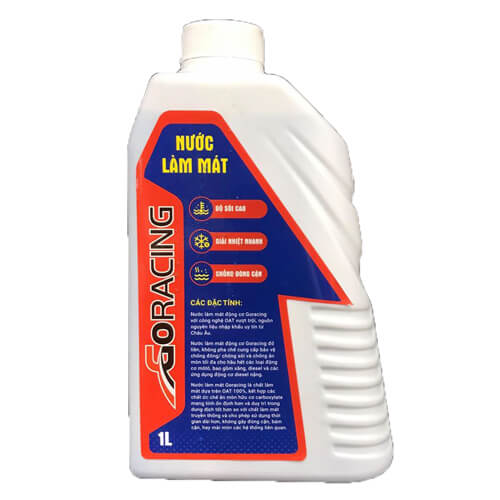 NƯỚC
LÀM MÁT
GORACING
ĐỘ SÔI CAO
GIẢI NHIỆT NHANH
CHỐNG ĐÓNG CẶN
CÁC ĐẶC TÍNH:
Nước làm mát động cơ Goracing
với công nghệ OAT vượt trội, nguồn
nguyên liệu nhập khẩu uy tín từ
Châu Âu.
Nước làm mát động cơ Goracing đổ
liền, không pha chế cung cấp bảo vệ
chống đông/ chống sôi và chống ăn
mòn tối đa cho hầu hết các loại động
cơ môtô, bao gồm xăng, diesel và các
ứng dụng động cơ diesel nặng.
Nước làm mát Goracing là chất làm
mát dựa trên OAT 100%, kết hợp các
chất ức chế ăn mòn hữu cơ carboxylate
mang tính ổn định hơn và duy trì trong
dung dịch tốt hơn so với chất làm mát
truyền thống và cho phép sử dụng thời
gian dài hơn, không gây đóng cặn, bám
cặn, hay mài mòn các hệ thống liên quan.
1L